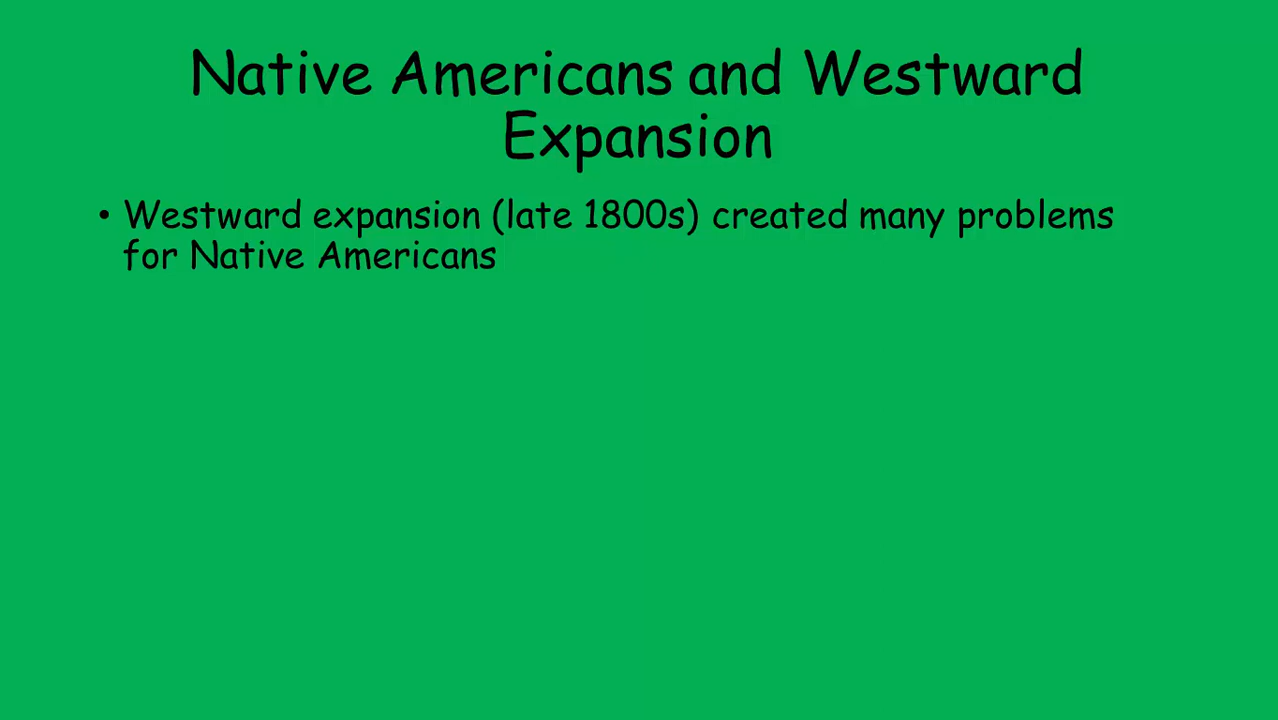 Native Americans and Westward
Expansion
• Westward expansion (late 1800s) created many problems
for Native Americans